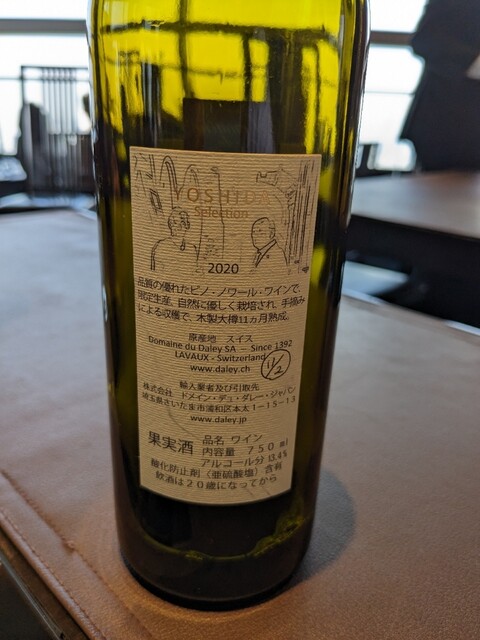 OSHIDA
Selection
2020
品質の優れたピノ・ノワール・ワインで、
限定生産、自然に優しく栽培され、手摘み
による収穫で、木製大樽11ヵ月熟成。
原産地 スイス
Domaine du Daley SA － Since 1392
LAVAUX - Switzerland
www.daley.ch
1/2
輸入業者及び引取先
株式会社 ドメイン・デュ・ダレー・ジャパン
埼玉県さいたま市浦和区本太１－１５－１３
www.daley.jp
果実酒
品名 ワイン
内容量 ７５０ ml
アルコール分 13.4%
酸化防止剤〈亜硫酸塩〉含有
飲酒は２０歳になってから